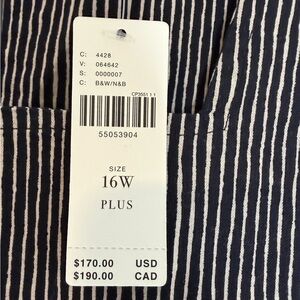 C: 4428
V: 064642
S: 0000007
C: B&W/N&B
CP3551 1 1
55053904
SIZE
16W
PLUS
$170.00 USD
$190.00 CAD